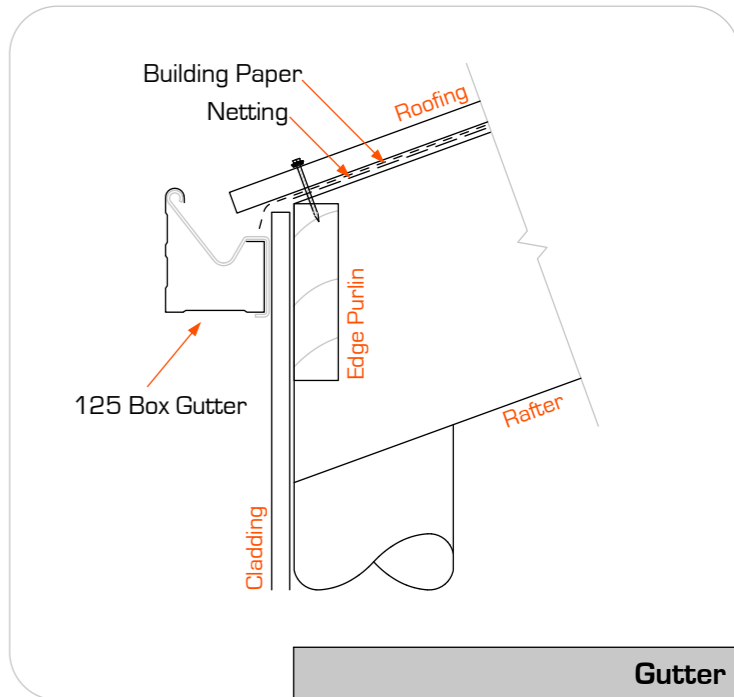 Building Paper
Netting
Roofing
Edge Purlin
125 Box Gutter
Rafter
Cladding
Gutter